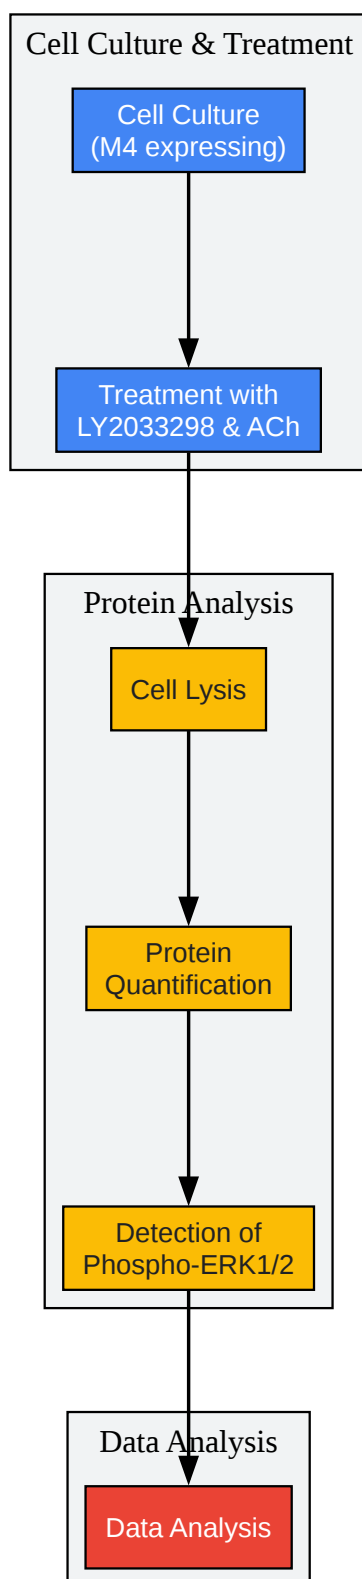 Cell Culture & Treatment
Cell Culture
(M4 expressing)
Treatment with
LY2033298 & ACh
Protein Analysis
Cell Lysis
Protein
Quantification
Detection of
Phospho-ERK1/2
Data Analysis
Data Analysis